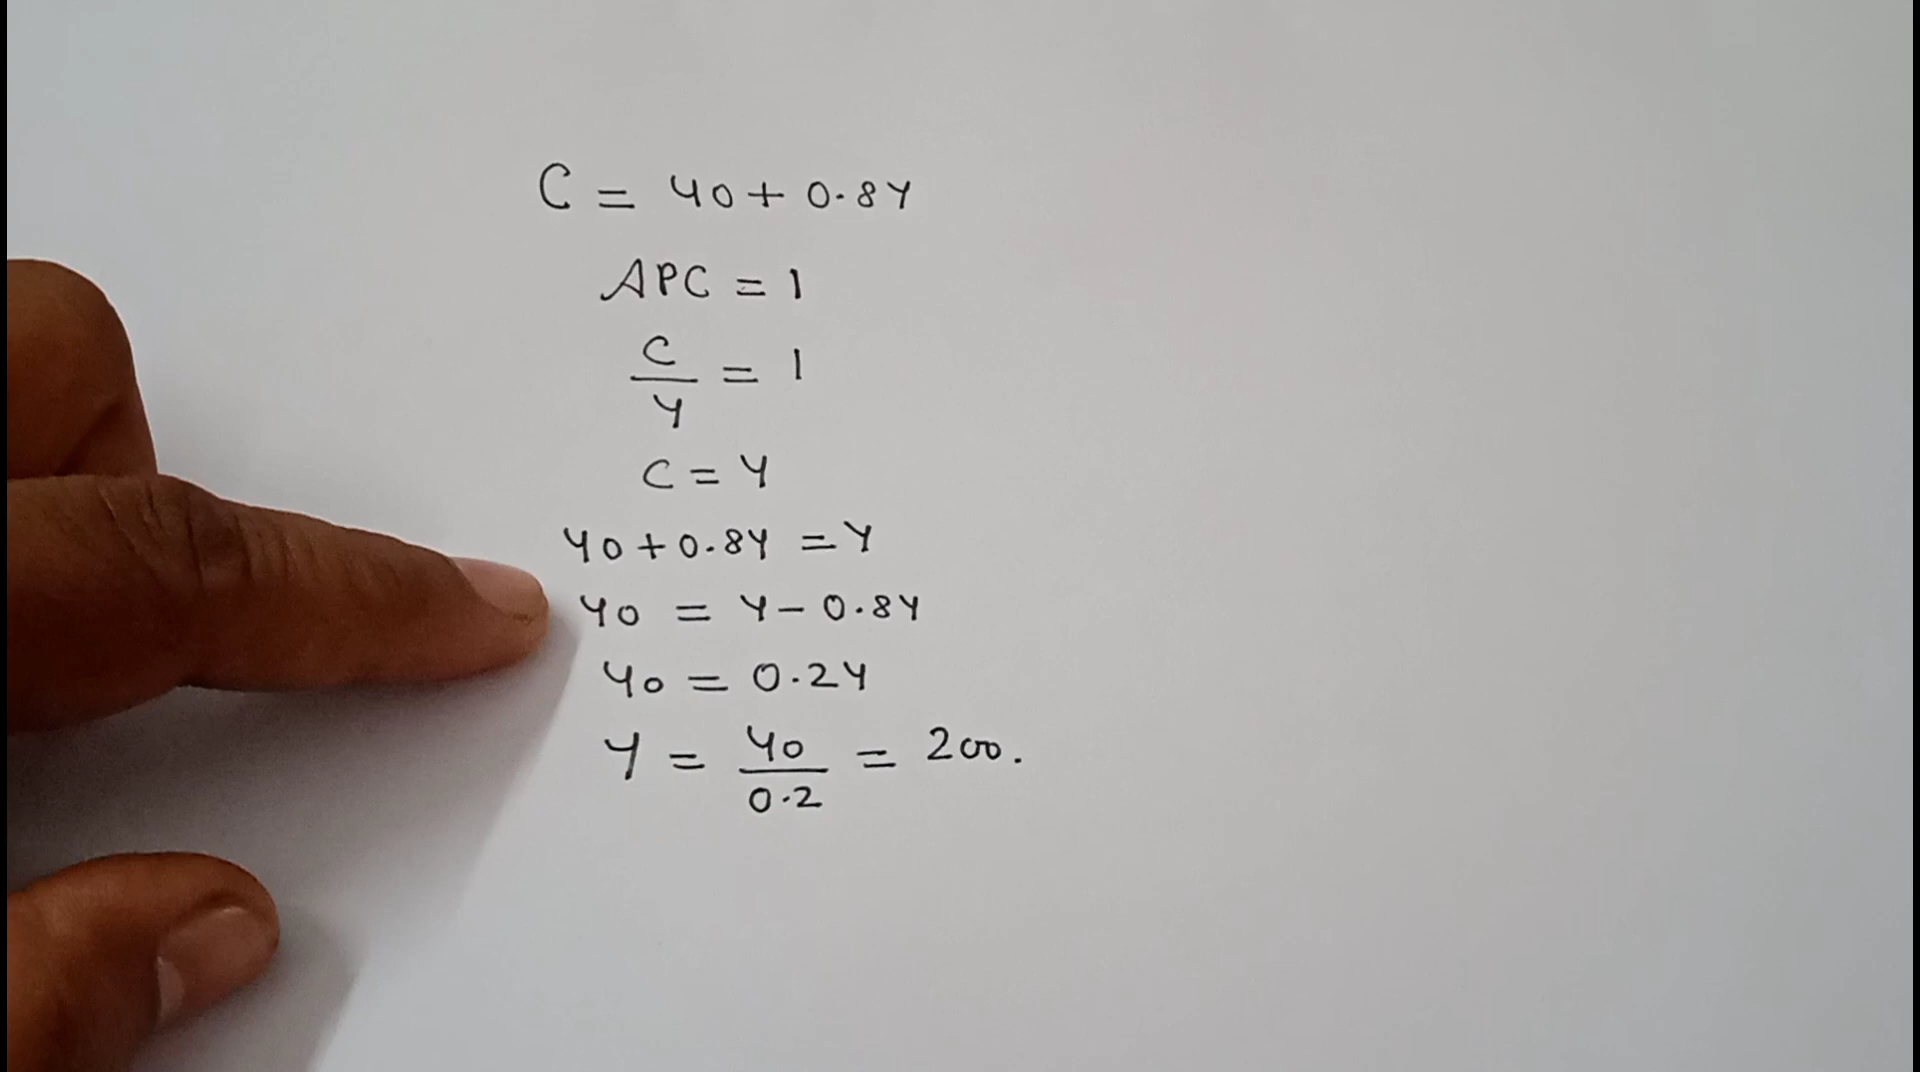 C = 40 + 0.8Y
APC = 1
C/Y = 1
C = Y
40 + 0.8Y = Y
40 = Y - 0.8Y
40 = 0.2Y
Y = 40/0.2 = 200.